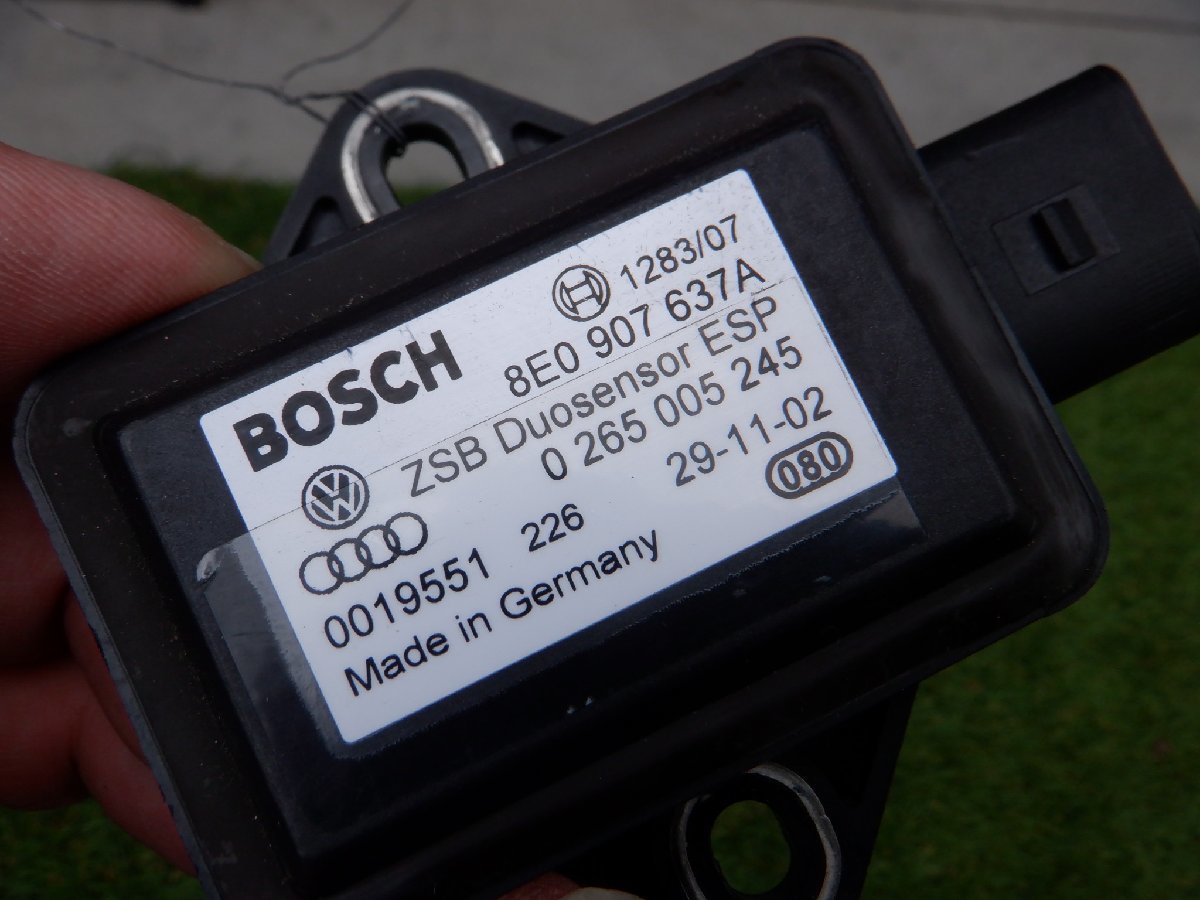 BOSCH
1283/07
8E0 907 637A
ZSB Duosensor ESP
0 265 005 245
29-11-02
080
0019551 226
Made in Germany